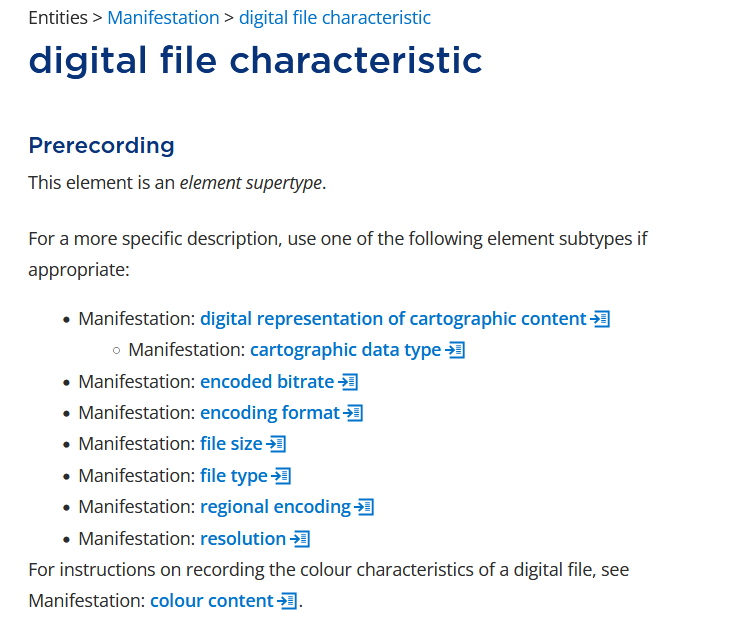 Entities > Manifestation > digital file characteristic
digital file characteristic
Prerecording
This element is an element supertype.
For a more specific description, use one of the following element subtypes if
appropriate:
• Manifestation: digital representation of cartographic content
○ Manifestation: cartographic data type
• Manifestation: encoded bitrate
• Manifestation: encoding format
• Manifestation: file size
• Manifestation: file type
• Manifestation: regional encoding
• Manifestation: resolution
For instructions on recording the colour characteristics of a digital file, see
Manifestation: colour content.